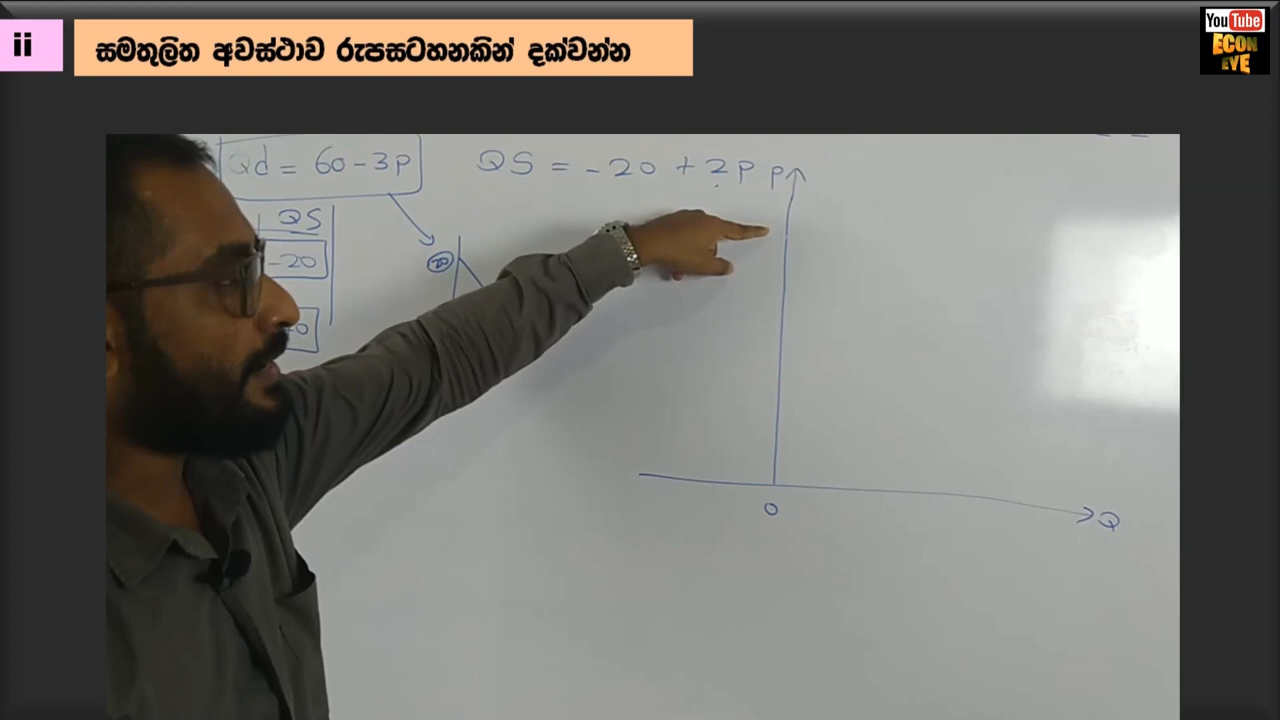 ii
සමතුලිත අවස්ථාව රුපසටහනකින් දක්වන්න
YouTube
ECON
EYE
Qd = 60 - 3P
QS = -20 + 2P
P
QS
-20
20
0
Q